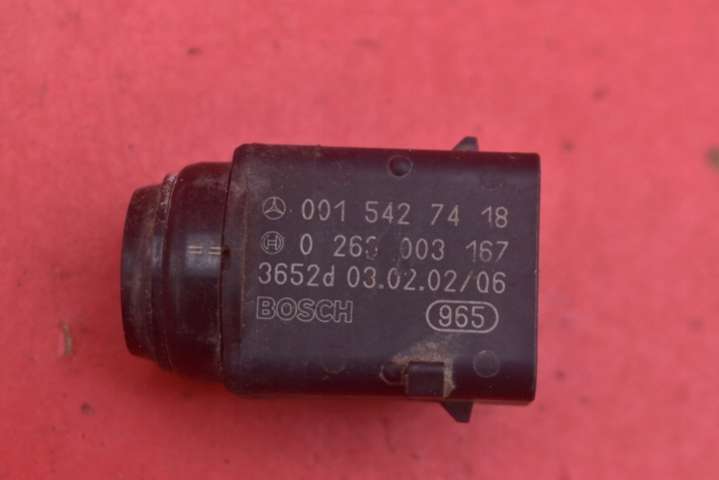 001 542 74 18
0 263 003 167
3652d 03.02.02/06
BOSCH 965